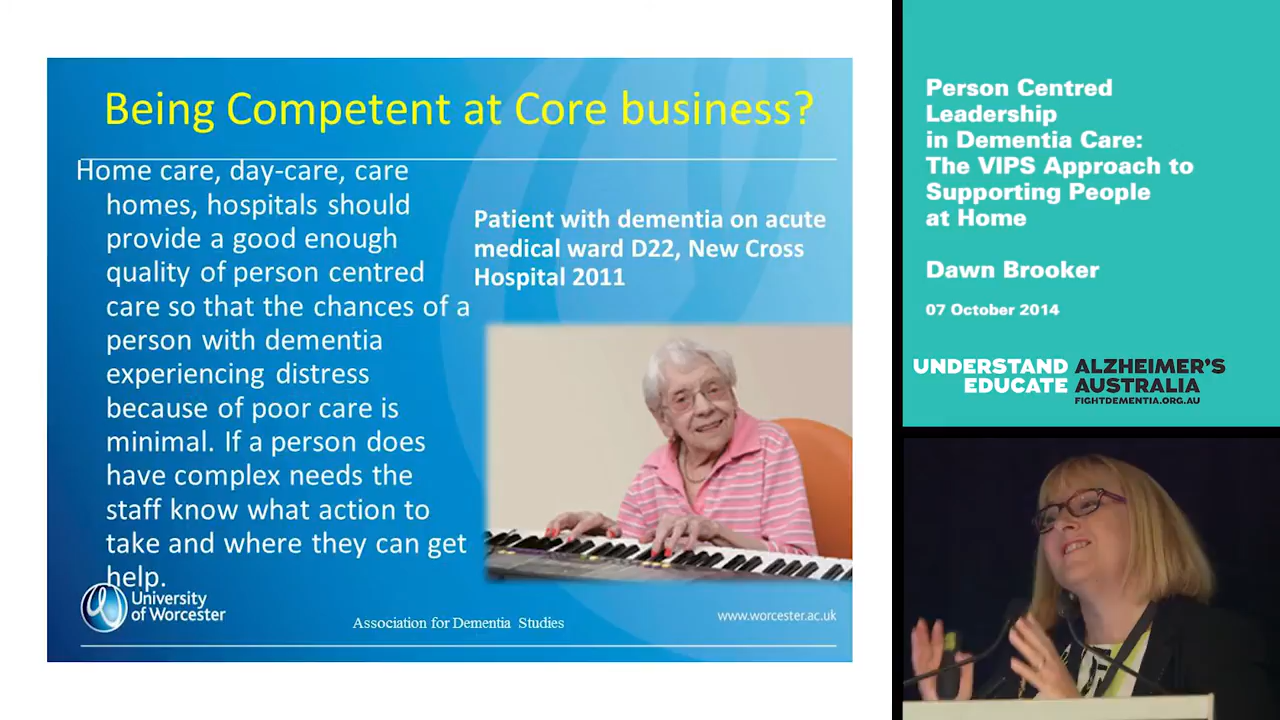 Being Competent at Core business?
Home care, day-care, care
homes, hospitals should
provide a good enough
quality of person centred
care so that the chances of a
person with dementia
experiencing distress
because of poor care is
minimal. If a person does
have complex needs the
staff know what action to
take and where they can get
help.
Patient with dementia on acute
medical ward D22, New Cross
Hospital 2011
University
of Worcester
Association for Dementia Studies
www.worcester.ac.uk
Person Centred
Leadership
in Dementia Care:
The VIPS Approach to
Supporting People
at Home
Dawn Brooker
07 October 2014
UNDERSTAND ALZHEIMER'S
EDUCATE AUSTRALIA
FIGHTDEMENTIA.ORG.AU